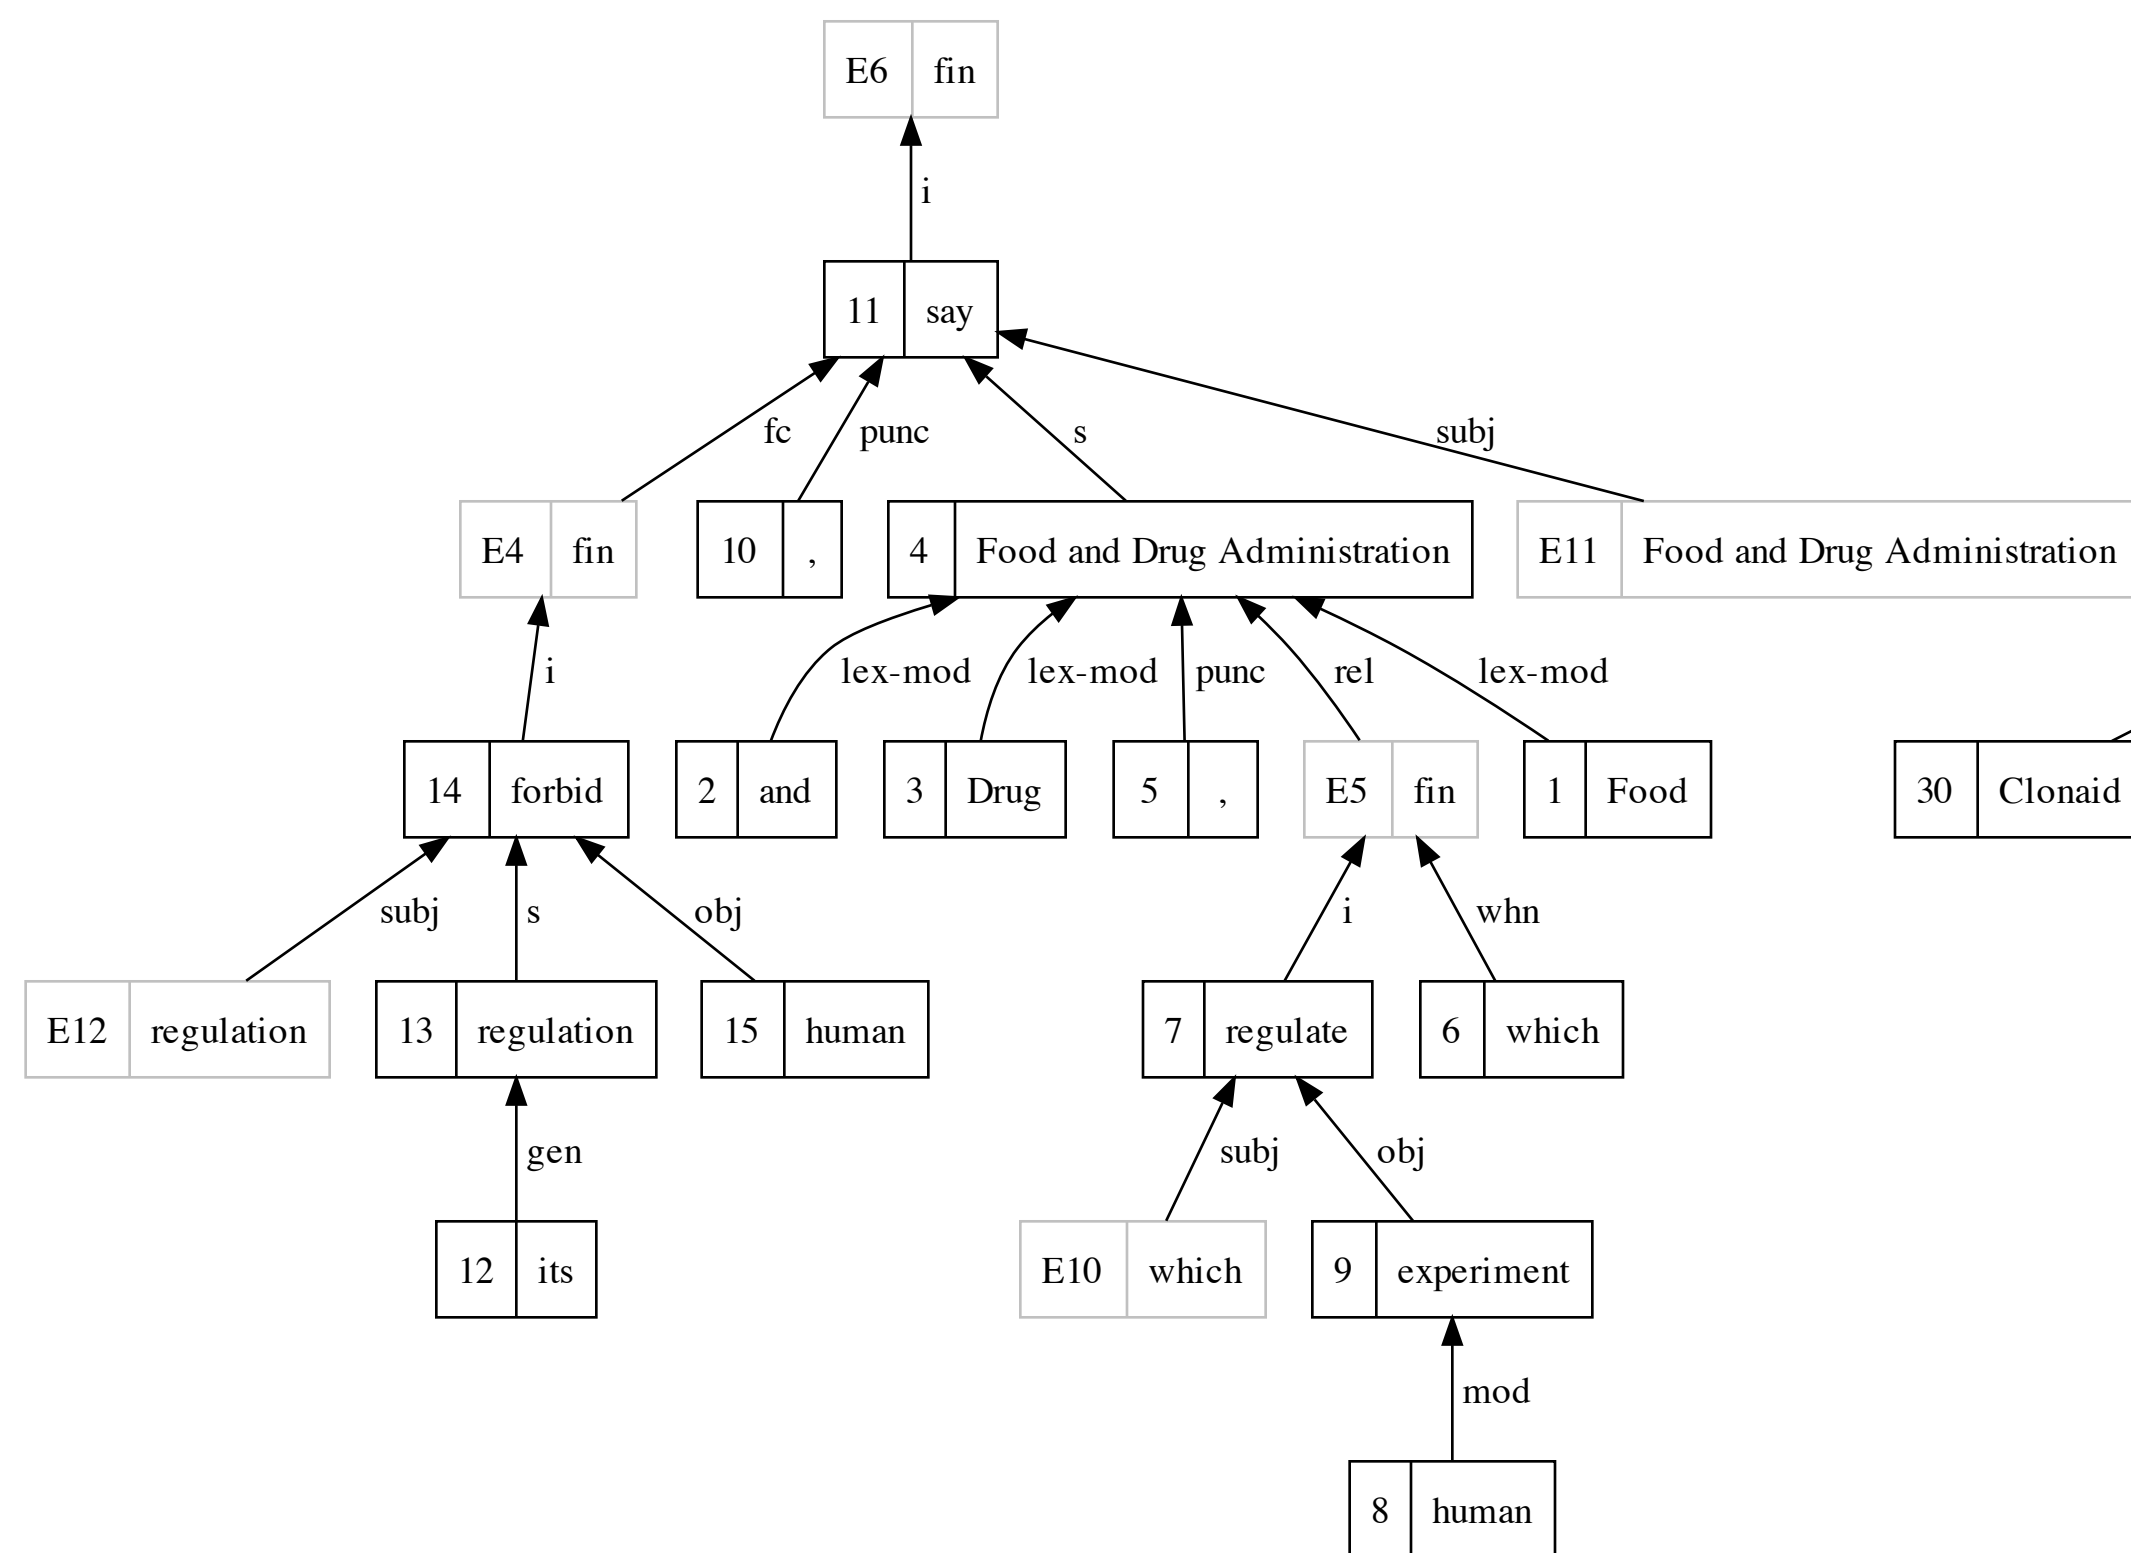 E6 fin
i
11 say
fc punc s subj
E4 fin 10 , 4 Food and Drug Administration E11 Food and Drug Administration
i lex-mod lex-mod punc rel lex-mod
14 forbid 2 and 3 Drug 5 , E5 fin 1 Food 30 Clonaid
subj s obj i whn
E12 regulation 13 regulation 15 human 7 regulate 6 which
gen subj obj
12 its E10 which 9 experiment
mod
8 human